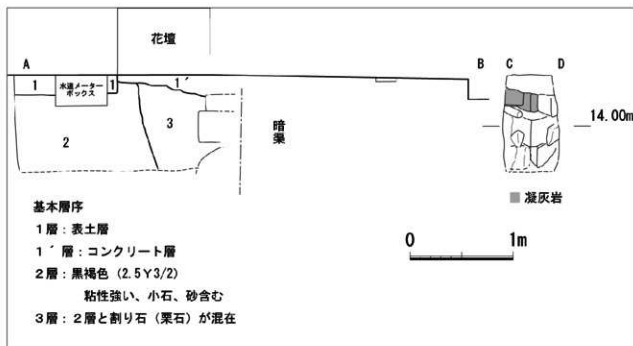 花壇
A
B
C
D
1
水道メーター
ボックス
1
1´
2
3
暗渠
14.00m
凝灰岩
基本層序
1層：表土層
1´層：コンクリート層
2層：黒褐色（2.5Y3/2）
粘性強い、小石、砂含む
3層：2層と割り石（栗石）が混在
0
1m